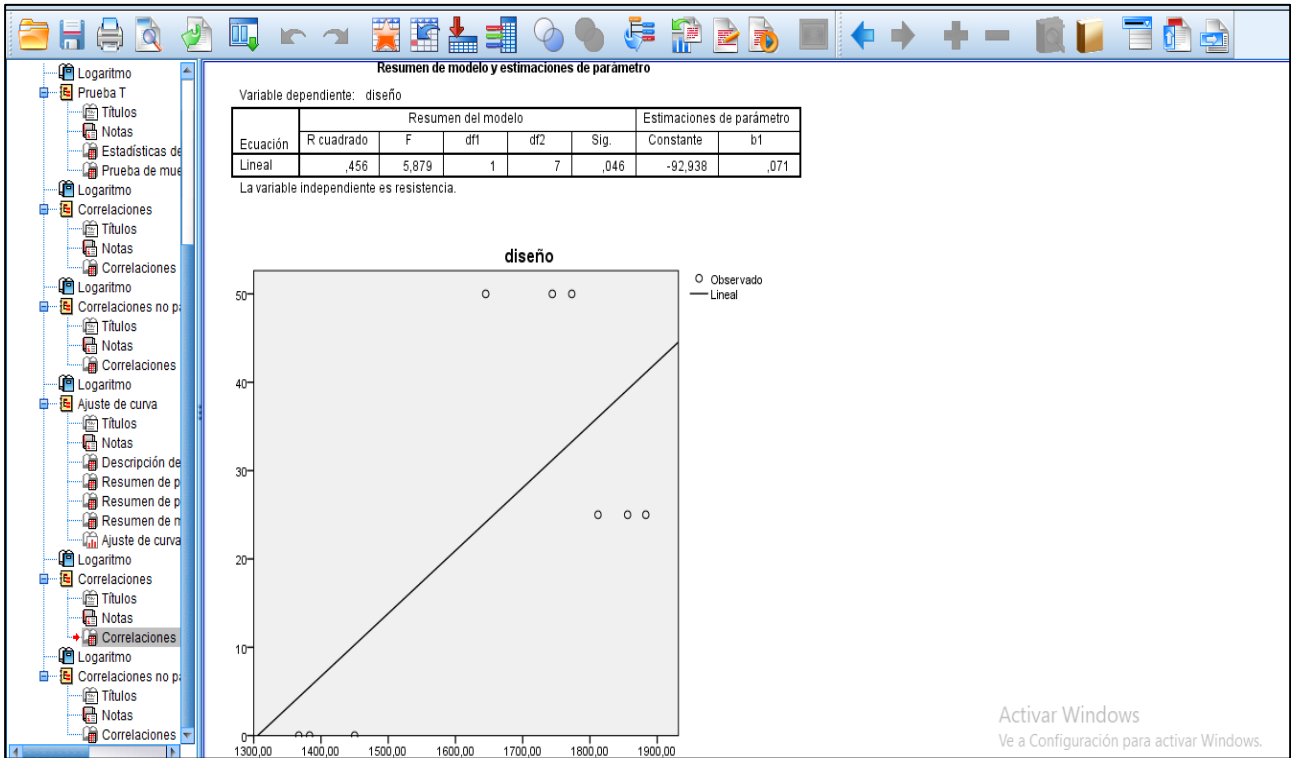 Logaritmo
Prueba T
Títulos
Notas
Estadísticas de
Prueba de mue
Logaritmo
Correlaciones
Títulos
Notas
Correlaciones
Logaritmo
Correlaciones no pa
Títulos
Notas
Correlaciones
Logaritmo
Ajuste de curva
Títulos
Notas
Descripción de
Resumen de p
Resumen de p
Resumen de m
Ajuste de curva
Logaritmo
Correlaciones
Títulos
Notas
Correlaciones
Logaritmo
Correlaciones no pa
Títulos
Notas
Correlaciones
Resumen de modelo y estimaciones de parámetro
Variable dependiente: diseño
Resumen del modelo Estimaciones de parámetro
Ecuación R cuadrado F df1 df2 Sig. Constante b1
Lineal ,456 5,879 1 7 ,046 -92,938 ,071
La variable independiente es resistencia.
diseño
Observado
Lineal
50
40
30
20
10
0
1300,00 1400,00 1500,00 1600,00 1700,00 1800,00 1900,00
Activar Windows
Ve a Configuración para activar Windows.